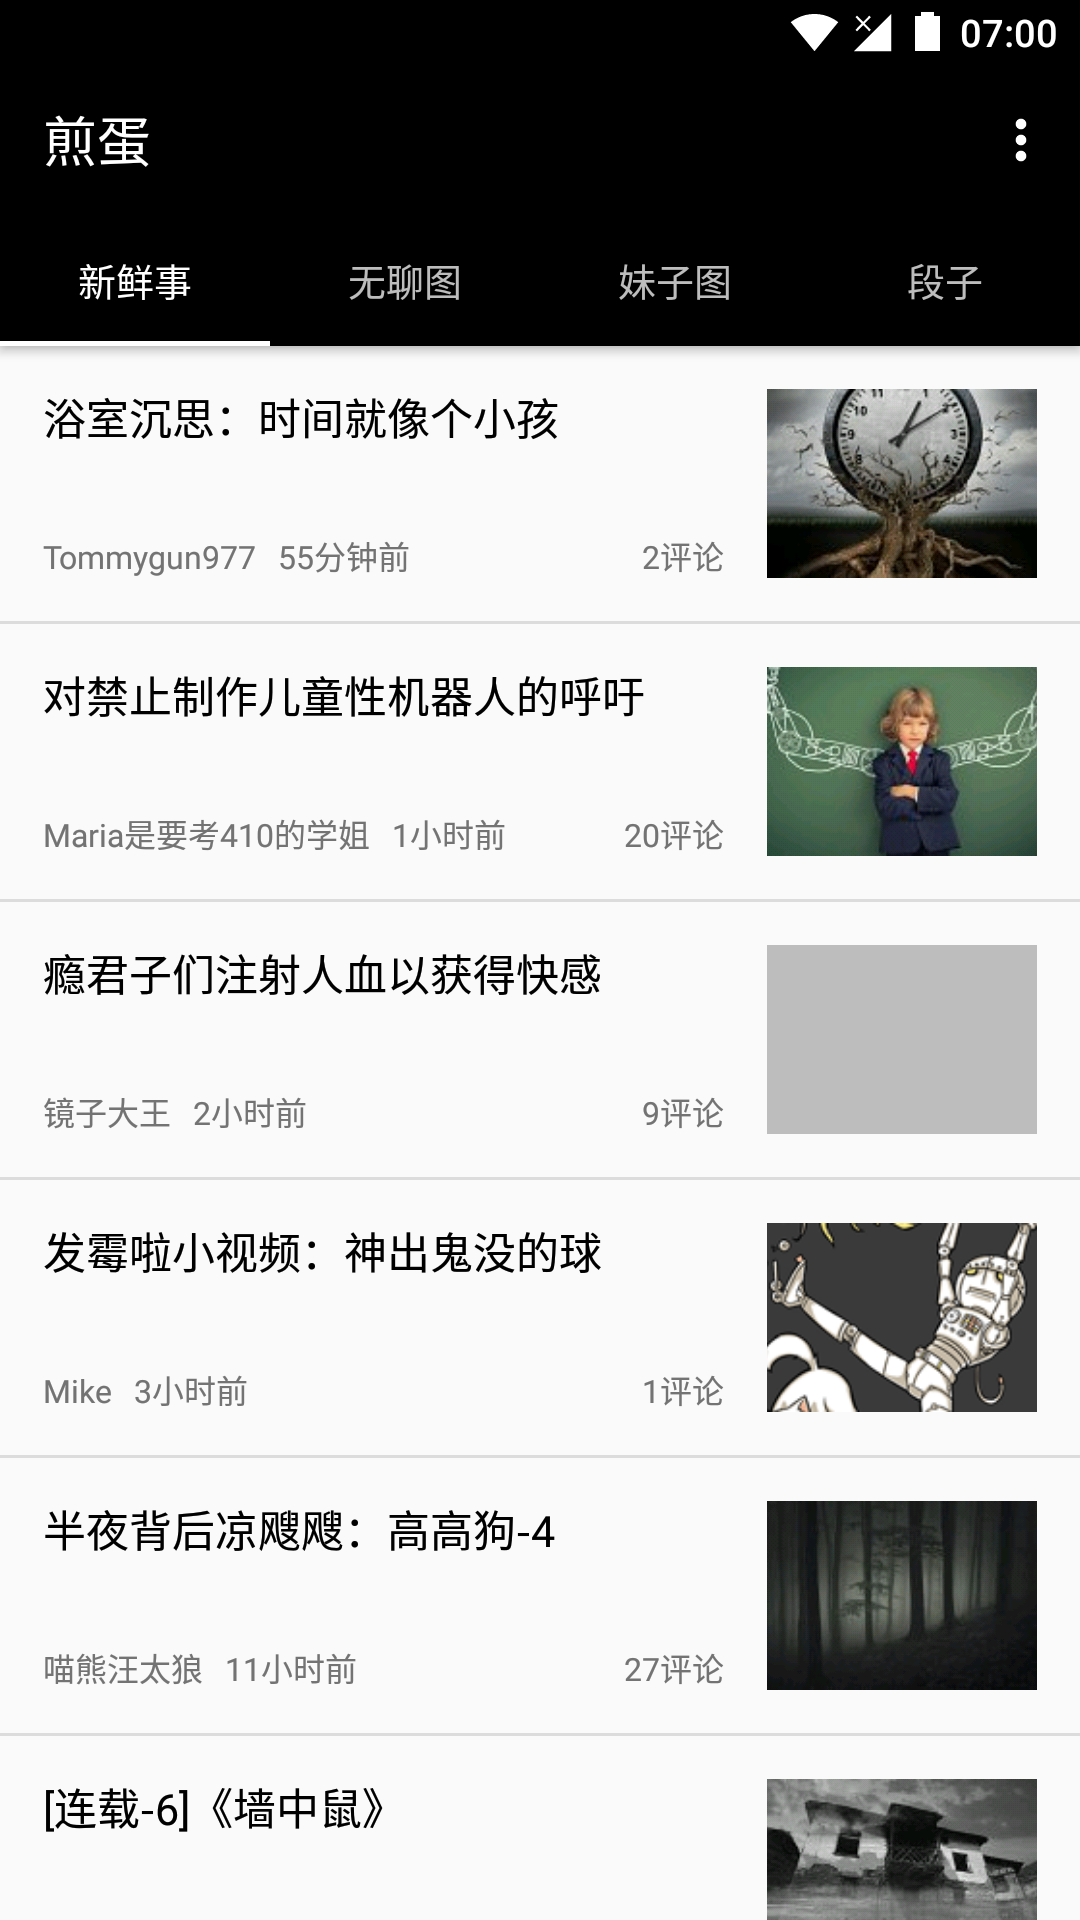 07:00
煎蛋
新鲜事 无聊图 妹子图 段子
浴室沉思：时间就像个小孩
Tommygun977 55分钟前 2评论
对禁止制作儿童性机器人的呼吁
Maria是要考410的学姐 1小时前 20评论
瘾君子们注射人血以获得快感
镜子大王 2小时前 9评论
发霉啦小视频：神出鬼没的球
Mike 3小时前 1评论
半夜背后凉飕飕：高高狗-4
喵熊汪太狼 11小时前 27评论
[连载-6]《墙中鼠》